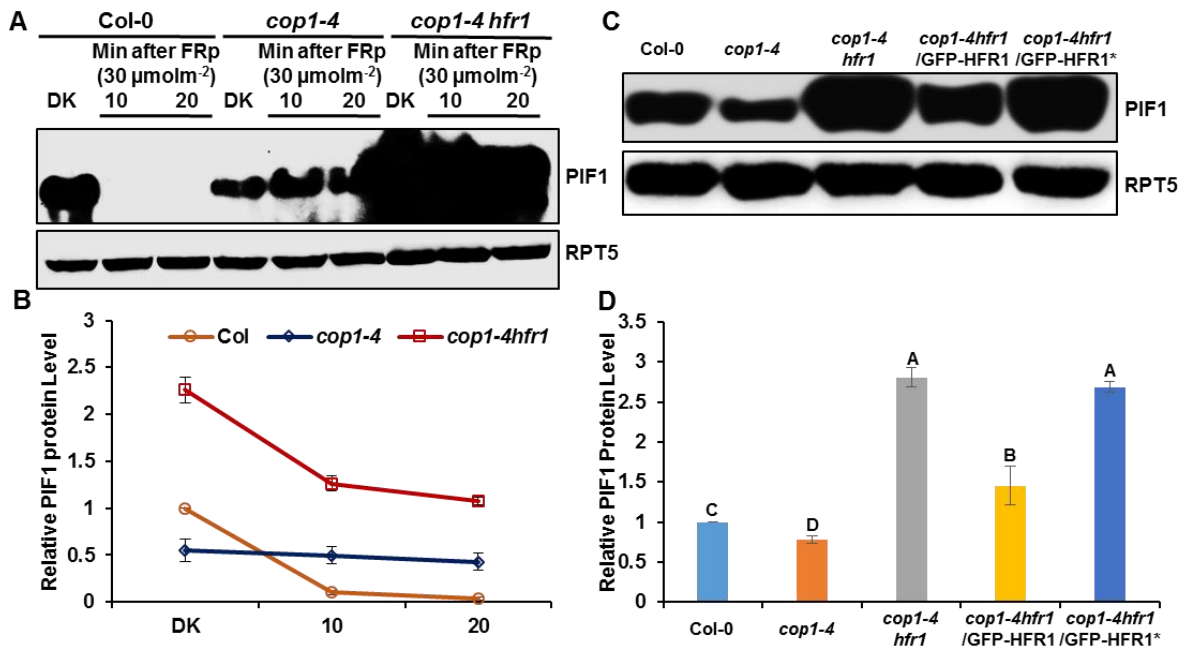 A
Col-0 cop1-4 cop1-4 hfr1
Min after FRp Min after FRp Min after FRp
(30 µmolm-2) (30 µmolm-2) (30 µmolm-2)
DK 10 20 DK 10 20 DK 10 20
PIF1
RPT5
B
Relative PIF1 protein Level
3
2.5
2
1.5
1
0.5
0
Col cop1-4 cop1-4hfr1
DK 10 20
C
Col-0 cop1-4 cop1-4 cop1-4hfr1 cop1-4hfr1
hfr1 /GFP-HFR1 /GFP-HFR1*
PIF1
RPT5
D
Relative PIF1 Protein Level
3.5
3
2.5
2
1.5
1
0.5
0
C D A B A
Col-0 cop1-4 cop1-4 cop1-4hfr1 cop1-4hfr1
hfr1 /GFP-HFR1 /GFP-HFR1*